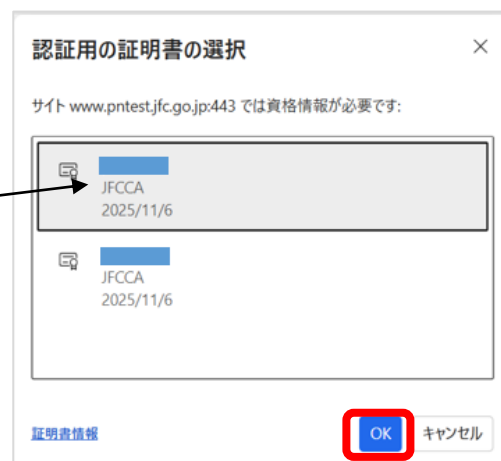 認証用の証明書の選択
サイト www.pntest.jfc.go.jp:443 では資格情報が必要です:
JFCCA
2025/11/6
JFCCA
2025/11/6
証明書情報
OK
キャンセル